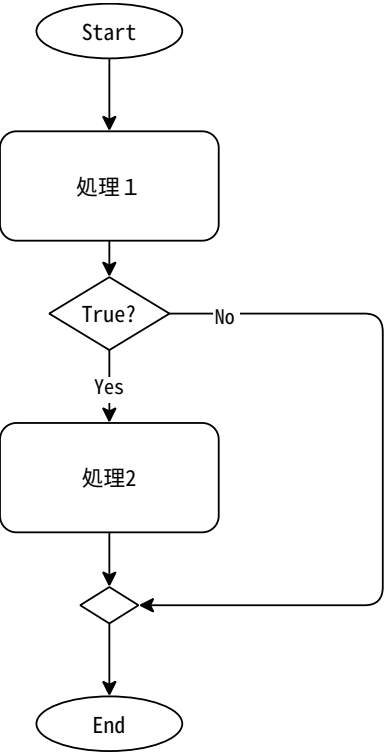 Start
処理１
True?
No
Yes
処理2
End